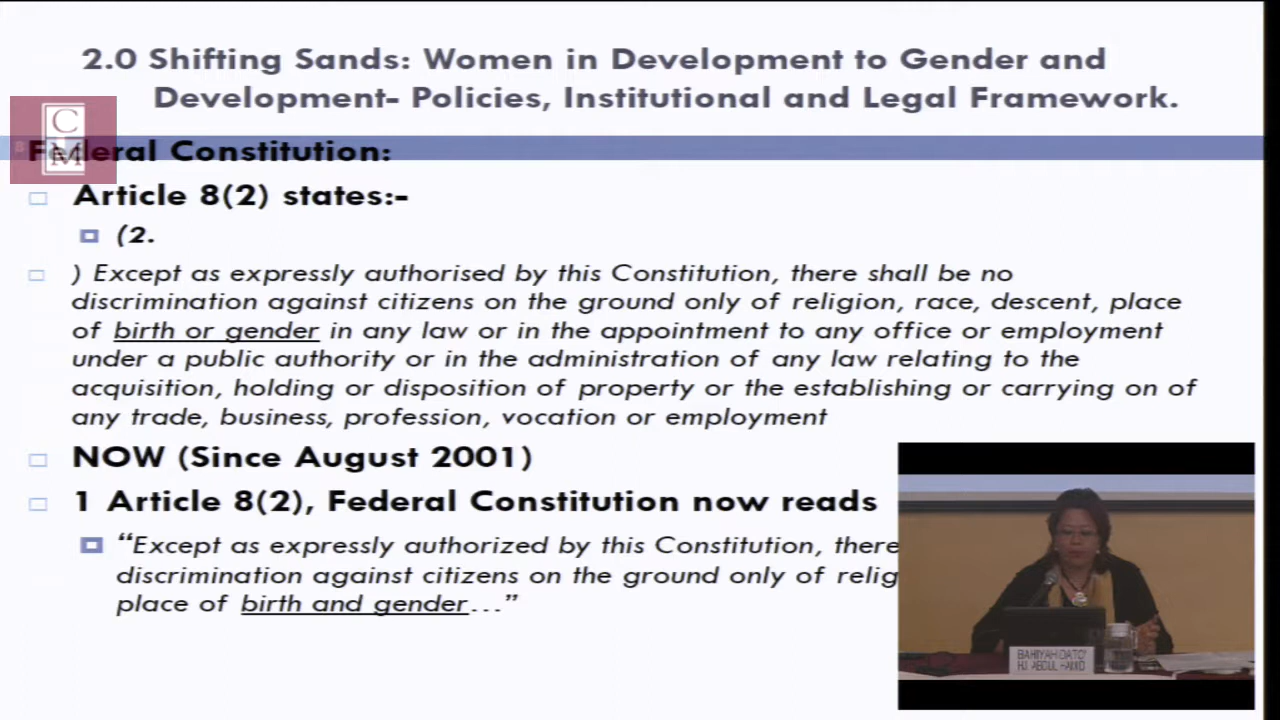 2.0 Shifting Sands: Women in Development to Gender and
Development- Policies, Institutional and Legal Framework.
C
M
Federal Constitution:
Article 8(2) states:-
(2.
) Except as expressly authorised by this Constitution, there shall be no
discrimination against citizens on the ground only of religion, race, descent, place
of birth or gender in any law or in the appointment to any office or employment
under a public authority or in the administration of any law relating to the
acquisition, holding or disposition of property or the establishing or carrying on of
any trade, business, profession, vocation or employment
NOW (Since August 2001)
1 Article 8(2), Federal Constitution now reads
“Except as expressly authorized by this Constitution, there
discrimination against citizens on the ground only of relig
place of birth and gender...”
BAHIYAH DATO'
HJ. ABDUL HAMID